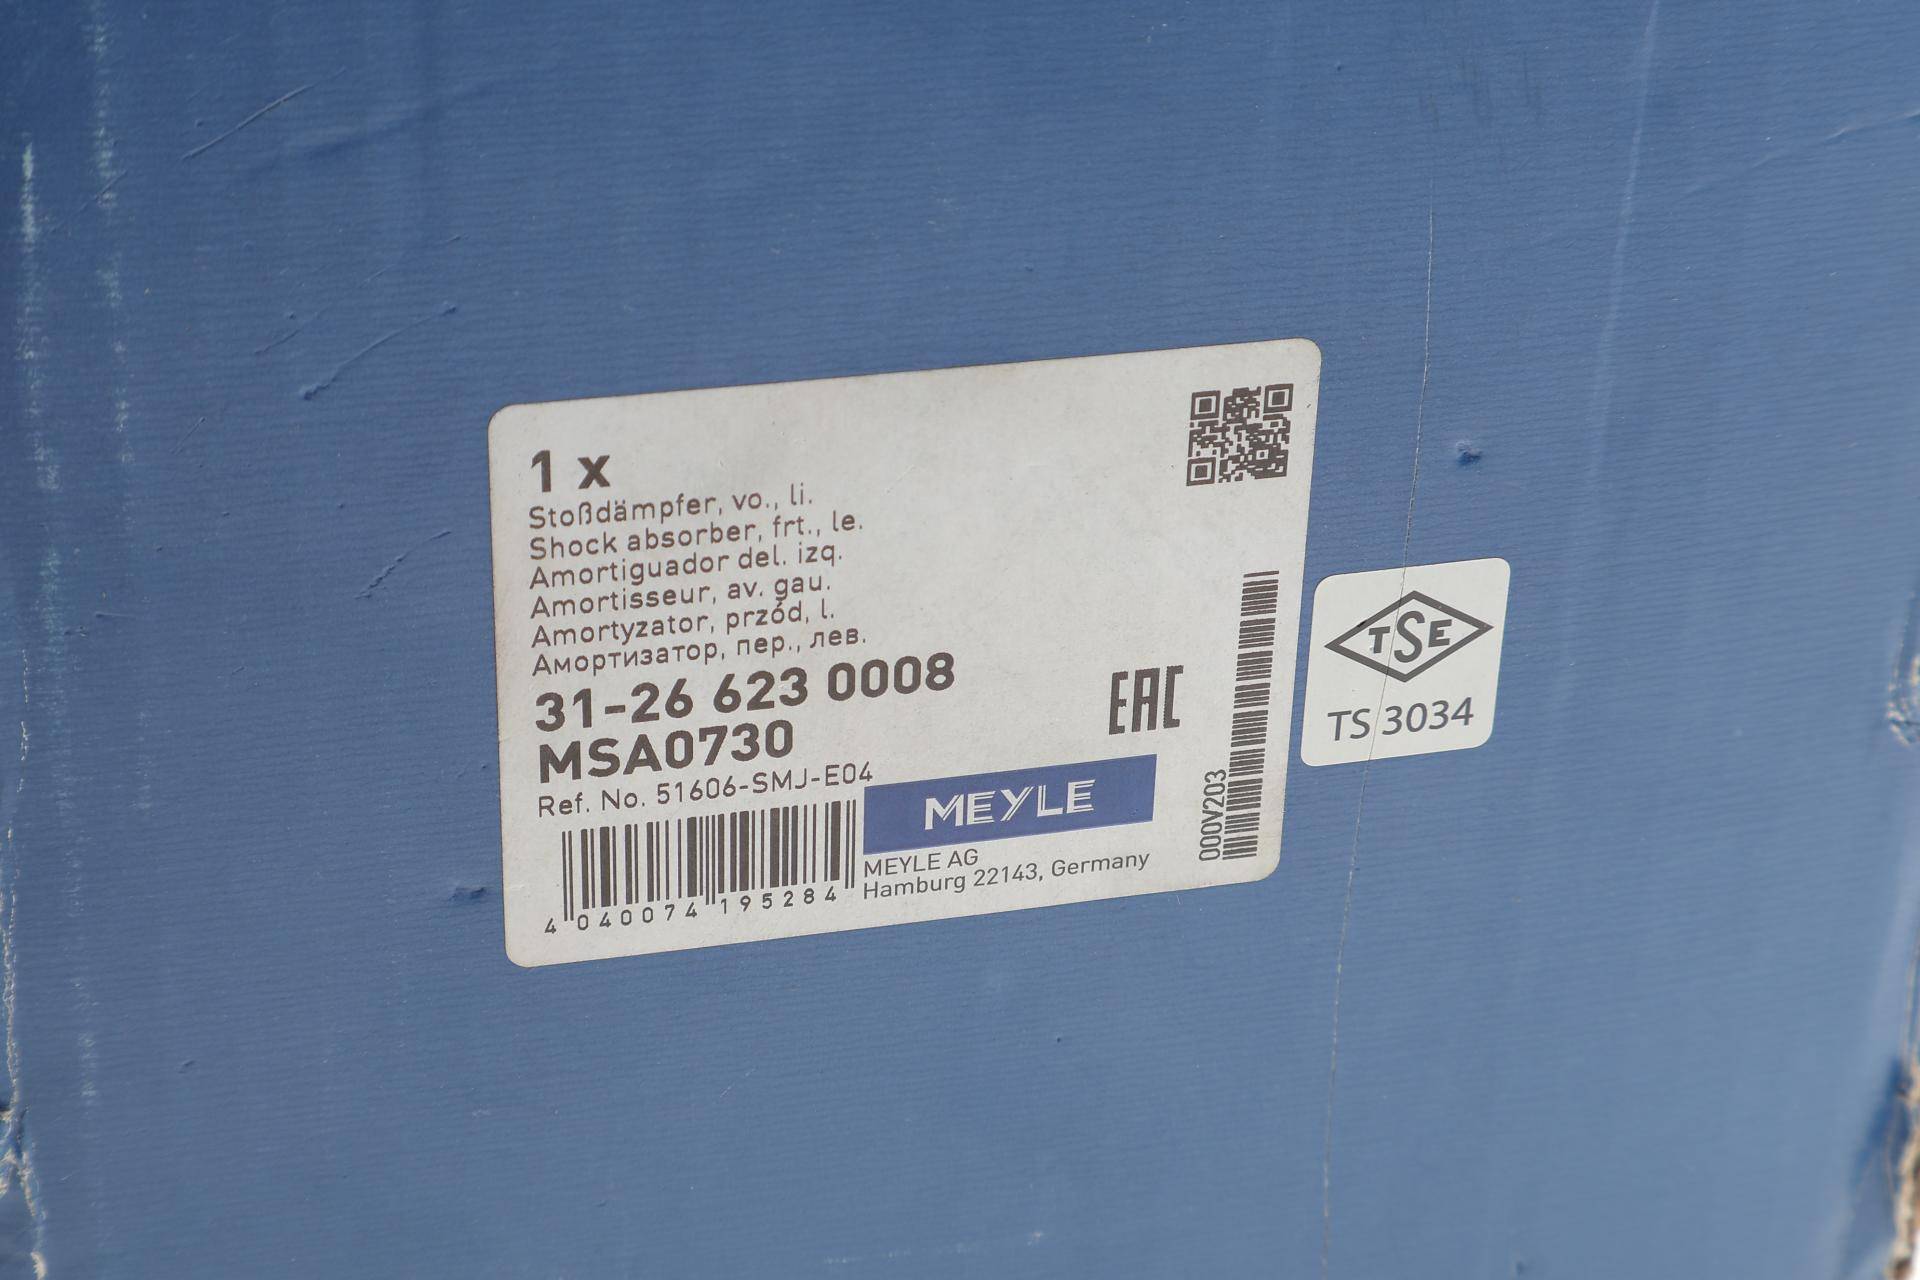 1 x
Stoßdämpfer, vo., li.
Shock absorber, frt., le.
Amortiguador del. izq.
Amortisseur, av. gau.
Amortyzator, przód, l.
Амортизатор, пер., лев.
31-26 623 0008
MSA0730
Ref. No. 51606-SMJ-E04
EAC
MEYLE
MEYLE AG
Hamburg 22143, Germany
4 040074 195284
000V203
TSE
TS 3034